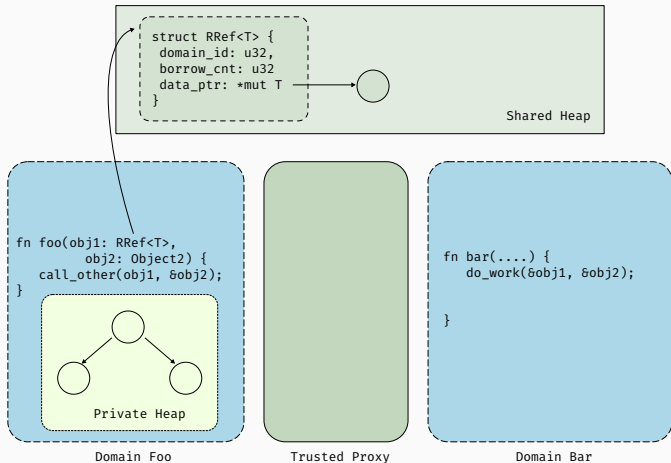 struct RRef<T> {
domain_id: u32,
borrow_cnt: u32
data_ptr: *mut T
}
Shared Heap
fn foo(obj1: RRef<T>,
obj2: Object2) {
call_other(obj1, &obj2);
}
Private Heap
fn bar(....) {
do_work(&obj1, &obj2);
}
Domain Foo
Trusted Proxy
Domain Bar